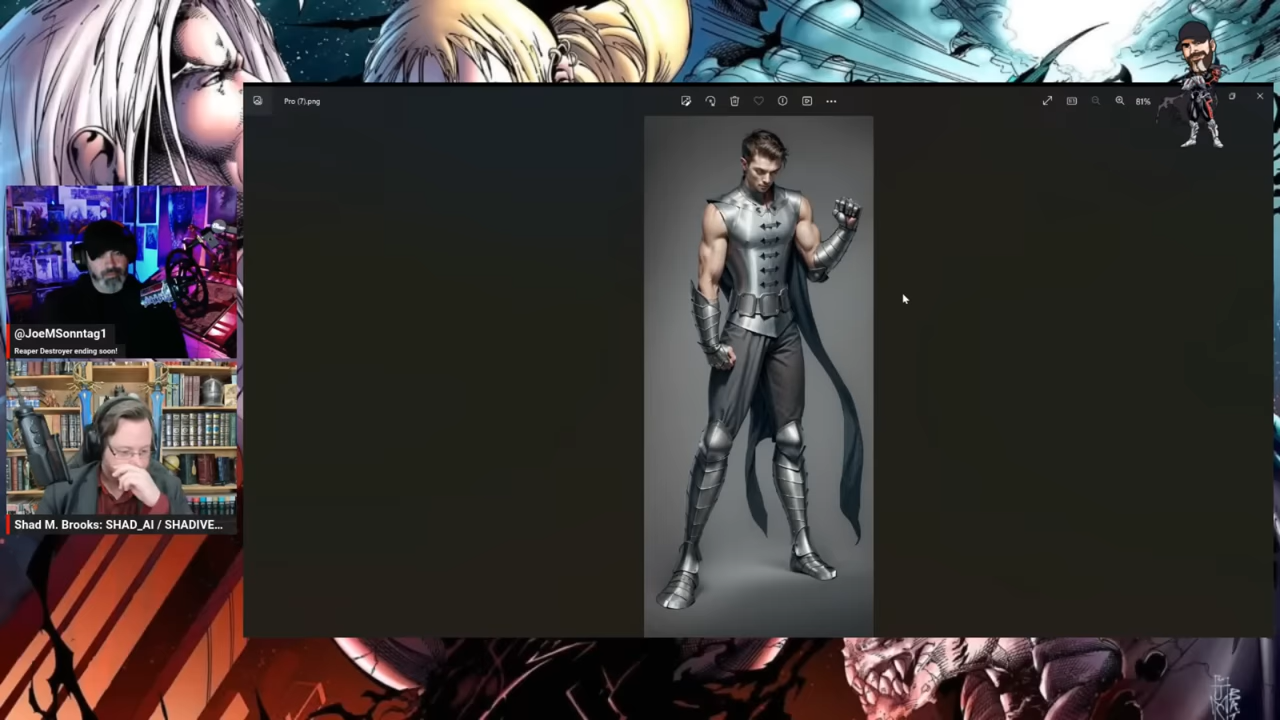 Pro (7).png
81%
@JoeMSonntag1
Reaper Destroyer ending soon!
Shad M. Brooks: SHAD_AI / SHADIVE...